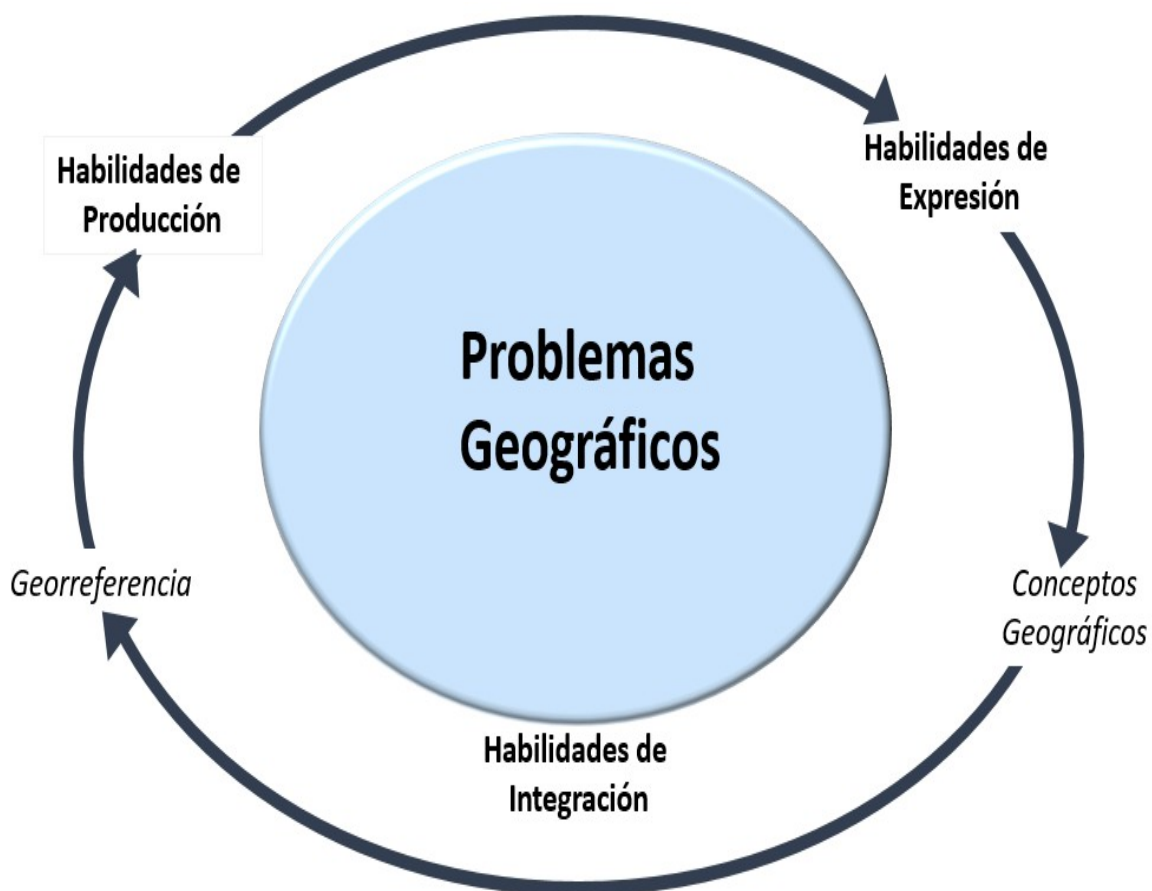 Habilidades de
Producción
Habilidades de
Expresión
Problemas
Geográficos
Georreferencia
Conceptos
Geográficos
Habilidades de
Integración